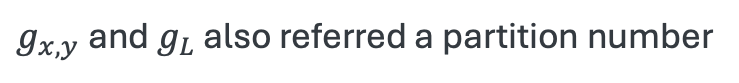 $g_{x,y}$ and $g_L$ also referred a partition number